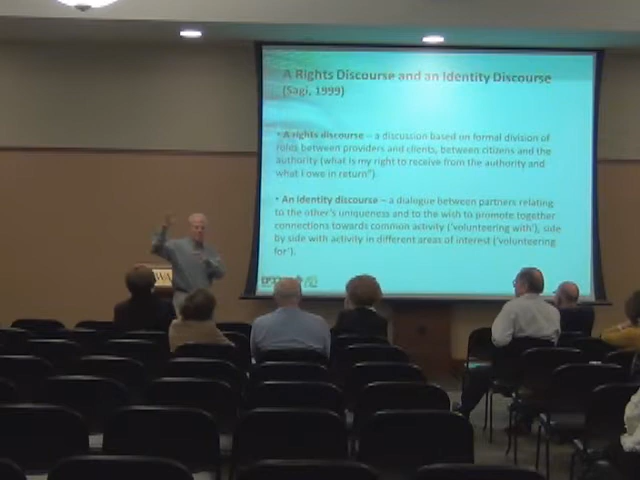 A Rights Discourse and an Identity Discourse
(Sagi, 1999)
• A rights discourse – a discussion based on formal division of
roles between providers and clients, between citizens and the
authority (what is my right to receive from the authority and
what I owe in return").
• An identity discourse – a dialogue between partners relating
to the other's uniqueness and to the wish to promote together
connections towards common activity ('volunteering with'), side
by side with activity in different areas of interest ('volunteering
for').